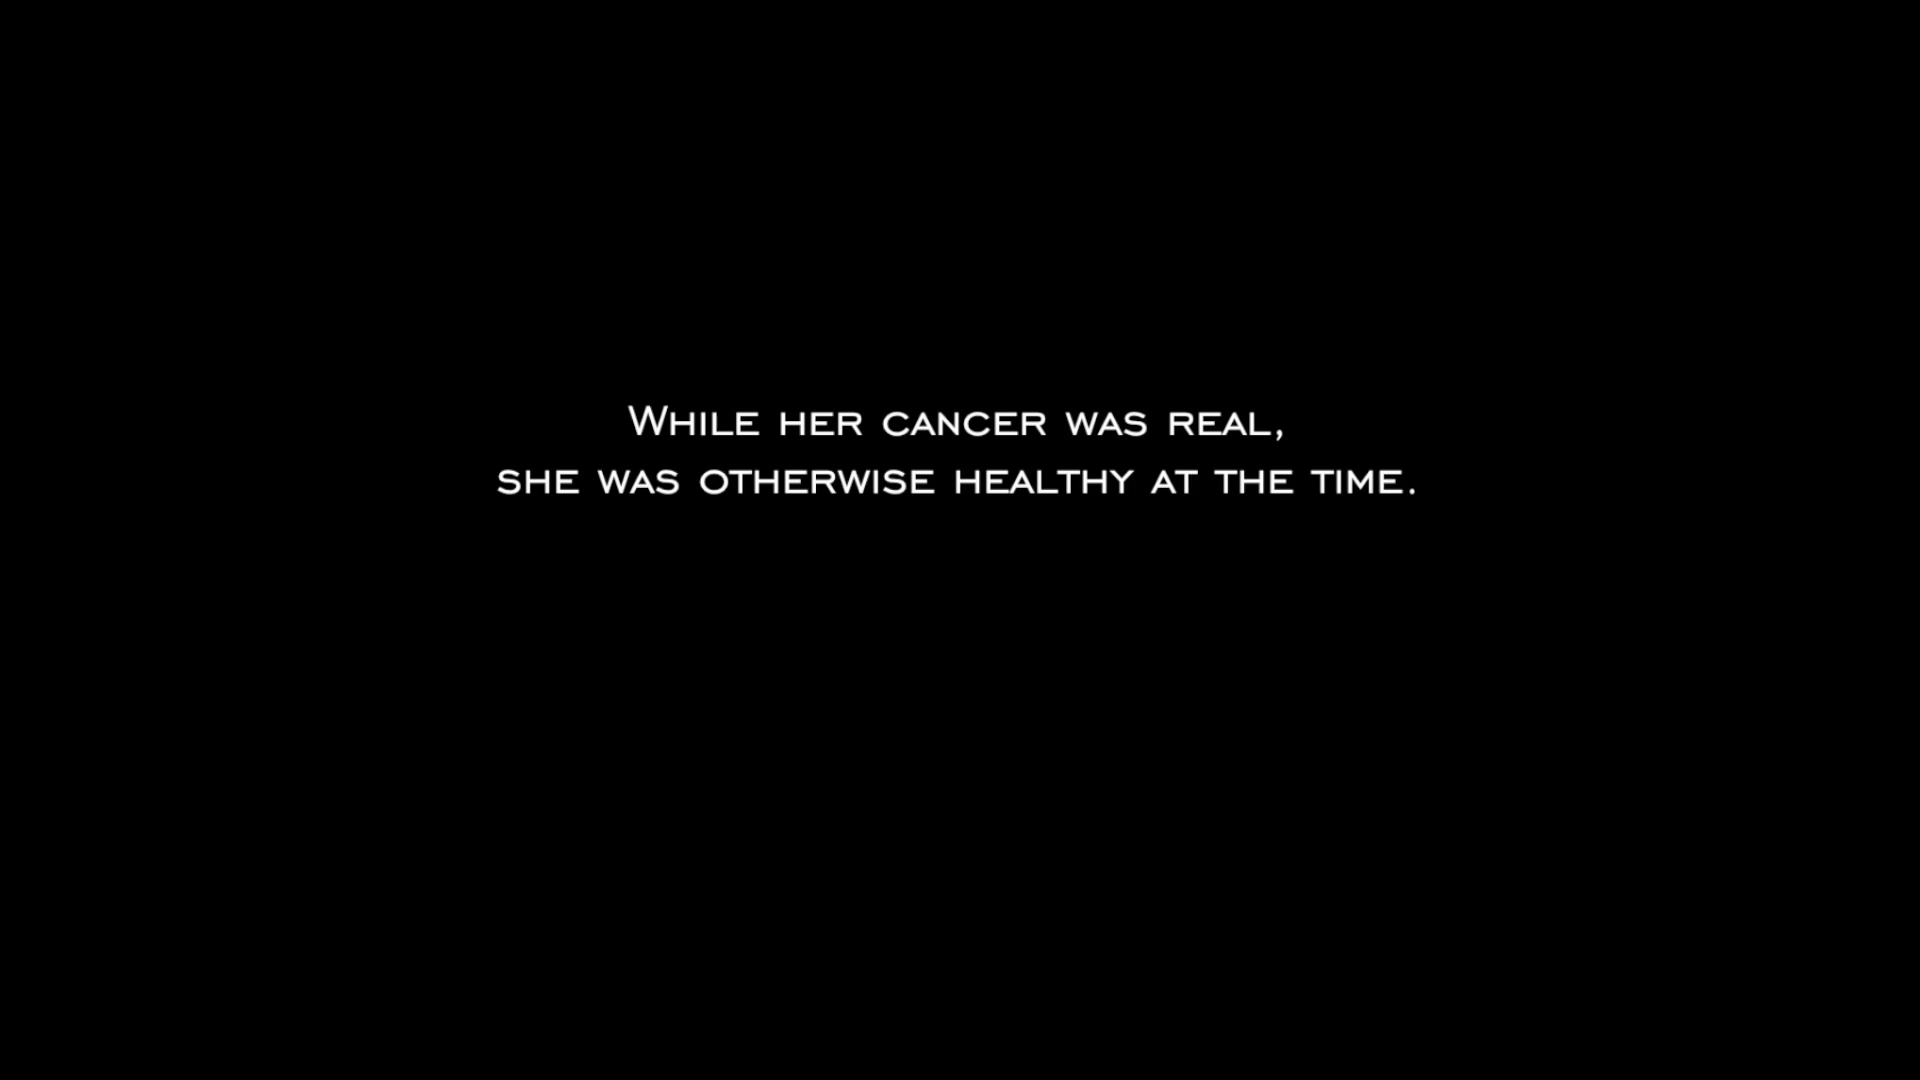 While her cancer was real,
she was otherwise healthy at the time.